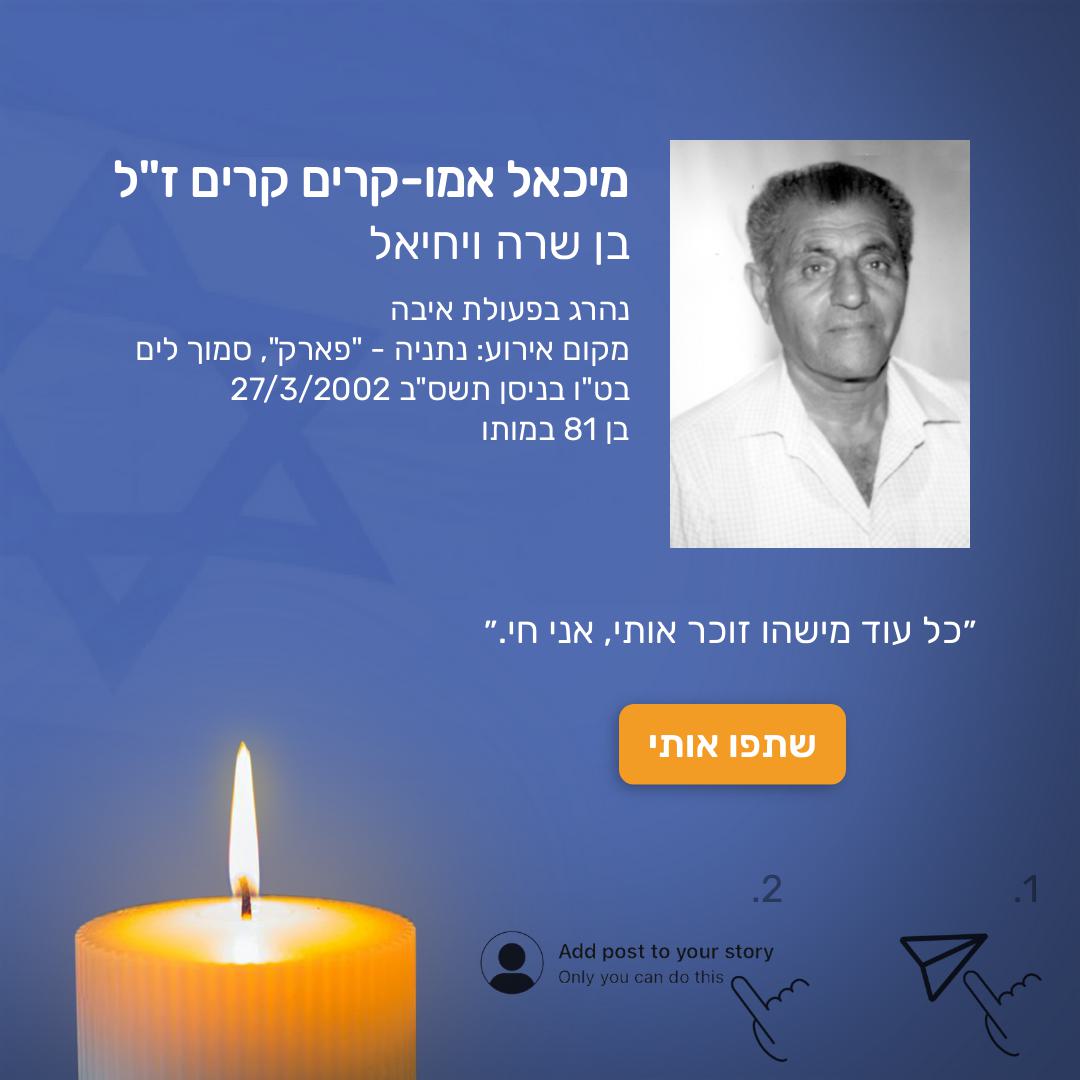 מיכאל אמו-קרים קרים ז"ל
בן שרה ויחיאל
נהרג בפעולת איבה
מקום אירוע: נתניה - "פארק", סמוך לים
בט"ו בניסן תשס"ב 27/3/2002
בן 81 במותו
״כל עוד מישהו זוכר אותי, אני חי.״
שתפו אותי
1.
2.
Add post to your story
Only you can do this